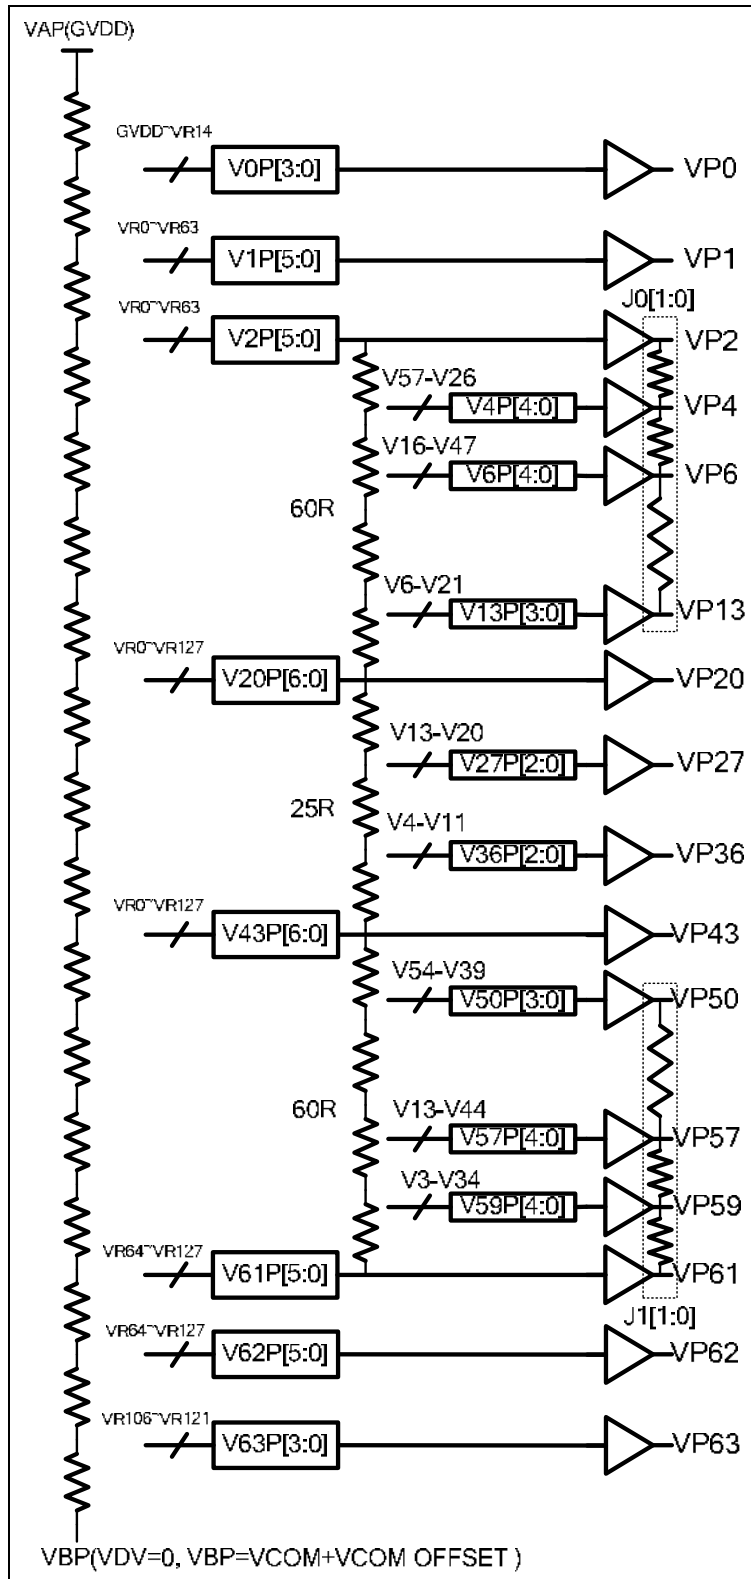 VAP(GVDD)
GVDD~VR14
V0P[3:0]
VP0
VR0~VR63
V1P[5:0]
VP1
J0[1:0]
VR0~VR63
V2P[5:0]
VP2
V57-V26
V4P[4:0]
VP4
V16-V47
V6P[4:0]
VP6
60R
V6-V21
V13P[3:0]
VP13
VR0~VR127
V20P[6:0]
VP20
V13-V20
V27P[2:0]
VP27
25R
V4-V11
V36P[2:0]
VP36
VR0~VR127
V43P[6:0]
VP43
V54-V39
V50P[3:0]
VP50
60R
V13-V44
V57P[4:0]
VP57
V3-V34
V59P[4:0]
VP59
VR64~VR127
V61P[5:0]
VP61
J1[1:0]
VR64~VR127
V62P[5:0]
VP62
VR106~VR121
V63P[3:0]
VP63
VBP(VDV=0, VBP=VCOM+VCOM OFFSET )